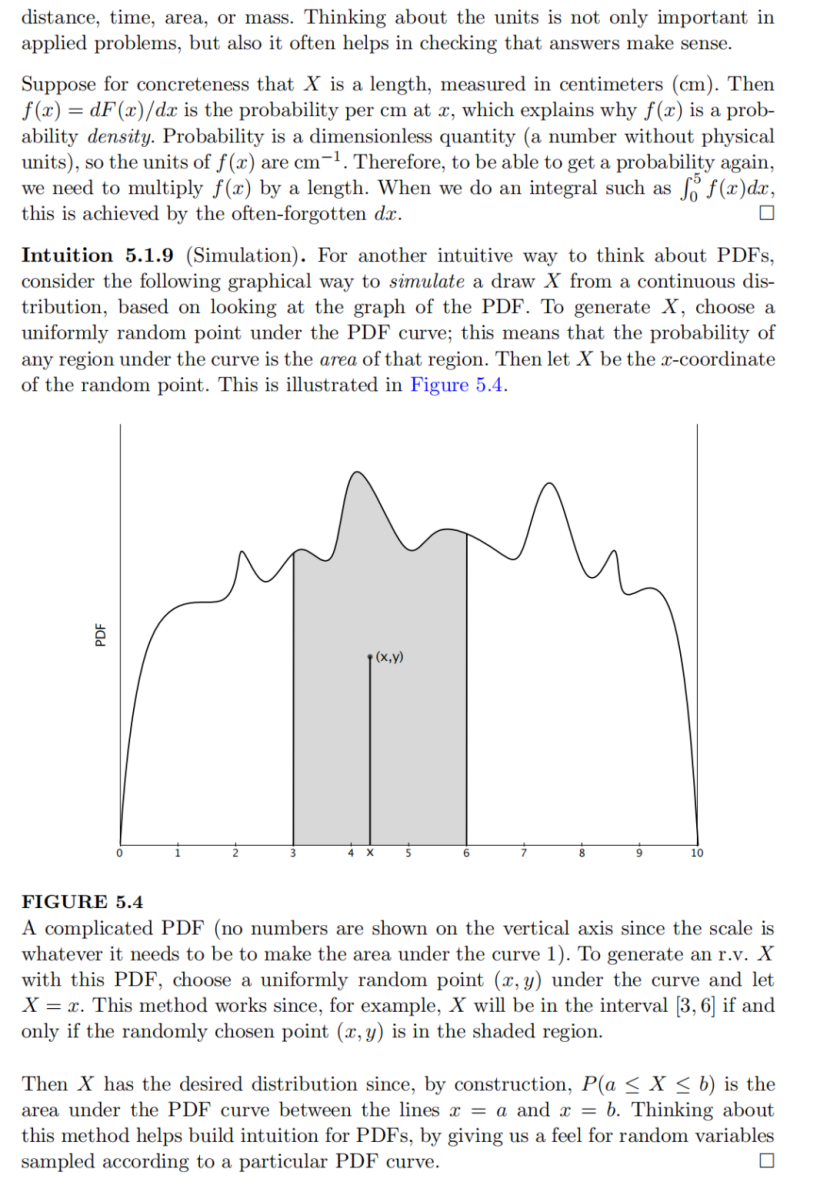 distance, time, area, or mass. Thinking about the units is not only important in
applied problems, but also it often helps in checking that answers make sense.
Suppose for concreteness that X is a length, measured in centimeters (cm). Then
f(x) = dF(x)/dx is the probability per cm at x, which explains why f(x) is a prob-
ability density. Probability is a dimensionless quantity (a number without physical
units), so the units of f(x) are cm⁻¹. Therefore, to be able to get a probability again,
we need to multiply f(x) by a length. When we do an integral such as ∫₀⁵ f(x)dx,
this is achieved by the often-forgotten dx. □
Intuition 5.1.9 (Simulation). For another intuitive way to think about PDFs,
consider the following graphical way to simulate a draw X from a continuous dis-
tribution, based on looking at the graph of the PDF. To generate X, choose a
uniformly random point under the PDF curve; this means that the probability of
any region under the curve is the area of that region. Then let X be the x-coordinate
of the random point. This is illustrated in Figure 5.4.
PDF
(x,y)
0 1 2 3 4 X 5 6 7 8 9 10
FIGURE 5.4
A complicated PDF (no numbers are shown on the vertical axis since the scale is
whatever it needs to be to make the area under the curve 1). To generate an r.v. X
with this PDF, choose a uniformly random point (x, y) under the curve and let
X = x. This method works since, for example, X will be in the interval [3, 6] if and
only if the randomly chosen point (x, y) is in the shaded region.
Then X has the desired distribution since, by construction, P(a ≤ X ≤ b) is the
area under the PDF curve between the lines x = a and x = b. Thinking about
this method helps build intuition for PDFs, by giving us a feel for random variables
sampled according to a particular PDF curve. □